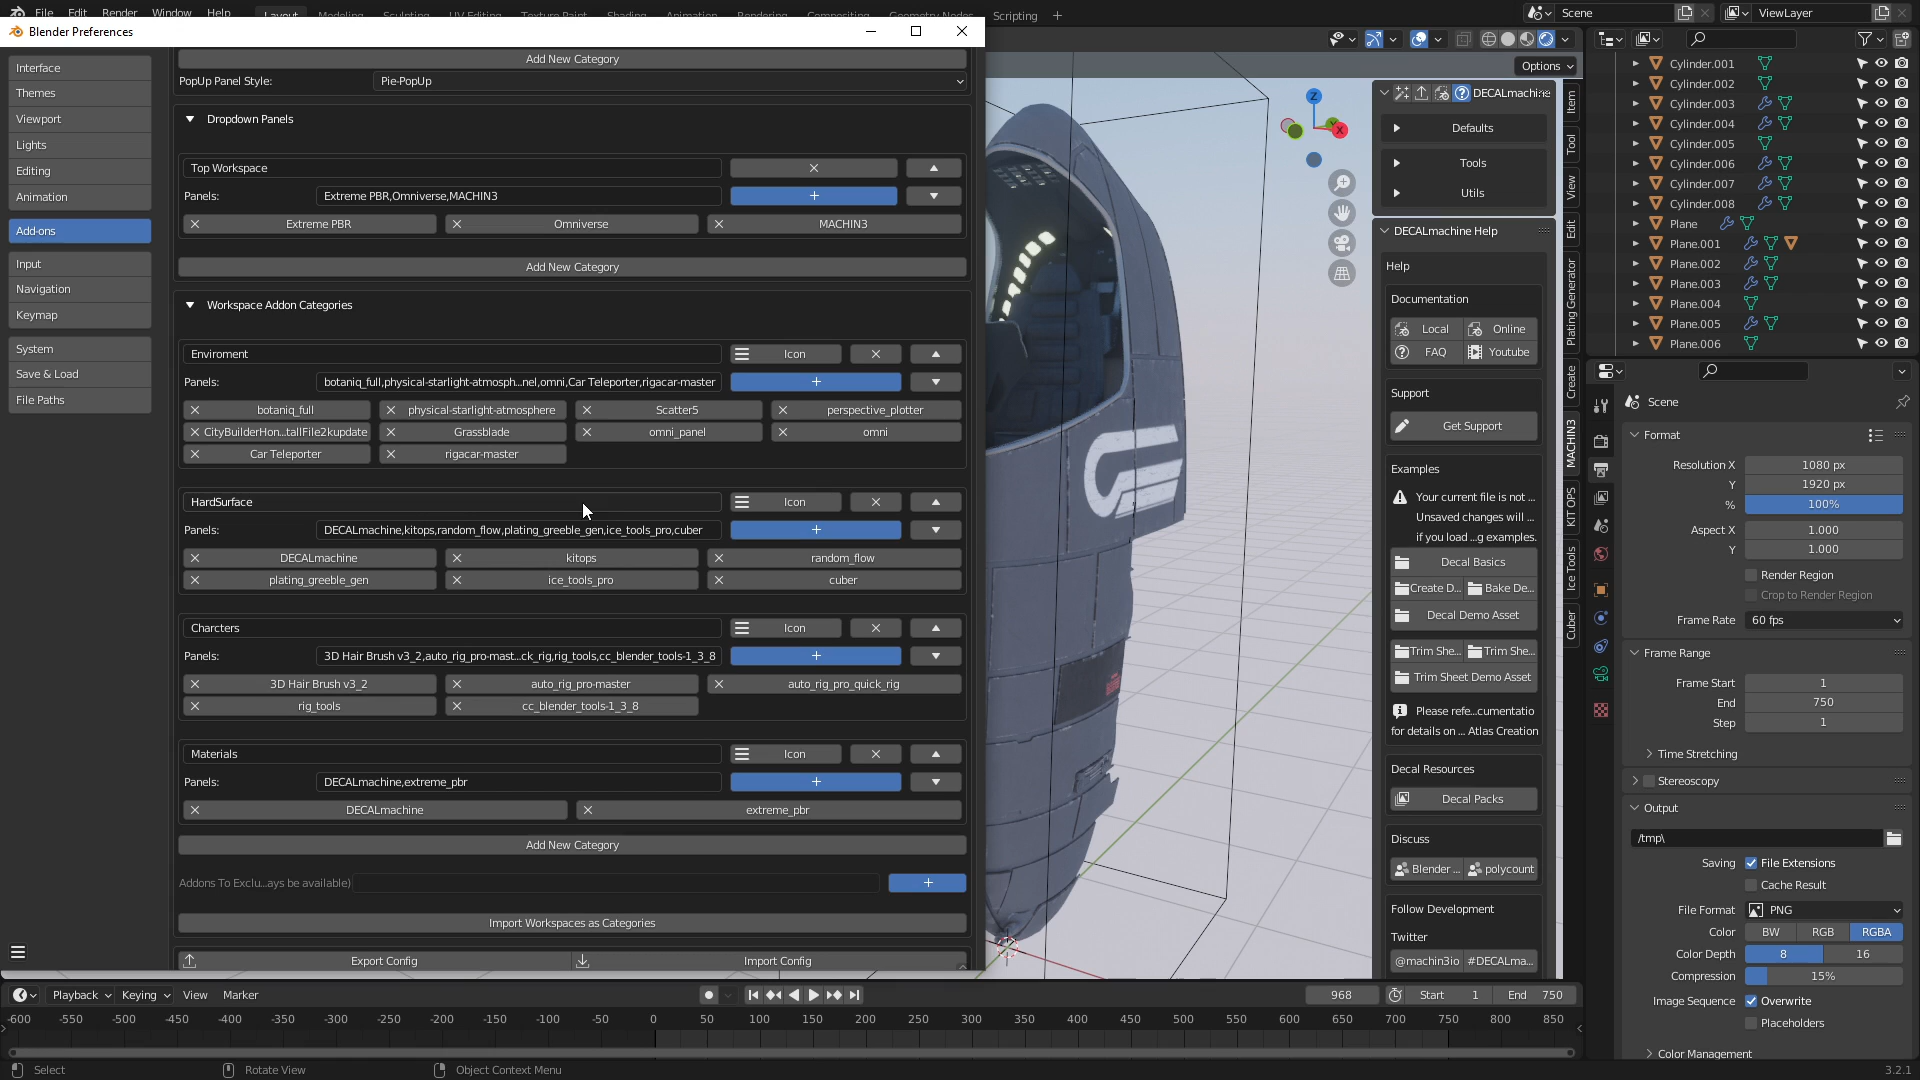 File Edit Render Window Help Layout Modeling Sculpting UV Editing Texture Paint Shading Animation Rendering Compositing Geometry Nodes Scripting + Scene ViewLayer
Blender Preferences
Interface
Themes
Viewport
Lights
Editing
Animation
Add-ons
Input
Navigation
Keymap
System
Save & Load
File Paths
Add New Category
PopUp Panel Style: Pie-PopUp
Dropdown Panels
Top Workspace
Panels: Extreme PBR,Omniverse,MACHIN3
Extreme PBR Omniverse MACHIN3
Add New Category
Workspace Addon Categories
Enviroment Icon
Panels: botaniq_full,physical-starlight-atmosph...nel,omni,Car Teleporter,rigacar-master
botaniq_full physical-starlight-atmosphere Scatter5 perspective_plotter
CityBuilderHon...tallFile2kupdate Grassblade omni_panel omni
Car Teleporter rigacar-master
HardSurface Icon
Panels: DECALmachine,kitops,random_flow,plating_greeble_gen,ice_tools_pro,cuber
DECALmachine kitops random_flow
plating_greeble_gen ice_tools_pro cuber
Charcters Icon
Panels: 3D Hair Brush v3_2,auto_rig_pro-mast...ck_rig,rig_tools,cc_blender_tools-1_3_8
3D Hair Brush v3_2 auto_rig_pro-master auto_rig_pro_quick_rig
rig_tools cc_blender_tools-1_3_8
Materials Icon
Panels: DECALmachine,extreme_pbr
DECALmachine extreme_pbr
Add New Category
Addons To Exclu...ays be available)
Import Workspaces as Categories
Export Config Import Config
Options
Z
X
DECALmachine
Defaults
Tools
Utils
DECALmachine Help
Help
Documentation
Local Online
FAQ Youtube
Support
Get Support
Examples
Your current file is not ...
Unsaved changes will ...
if you load ...g examples.
Decal Basics
Create D... Bake De...
Decal Demo Asset
Trim She... Trim She...
Trim Sheet Demo Asset
Please refe...cumentatio
for details on ... Atlas Creation
Decal Resources
Decal Packs
Discuss
Blender ... polycount
Follow Development
Twitter
@machin3io #DECALma...
Item
Tool
View
Edit
Plating Generator
Create
MACHIN3
KIT OPS
Ice Tools
Cuber
Cylinder.001
Cylinder.002
Cylinder.003
Cylinder.004
Cylinder.005
Cylinder.006
Cylinder.007
Cylinder.008
Plane
Plane.001
Plane.002
Plane.003
Plane.004
Plane.005
Plane.006
Scene
Format
Resolution X 1080 px
Y 1920 px
% 100%
Aspect X 1.000
Y 1.000
Render Region
Crop to Render Region
Frame Rate 60 fps
Frame Range
Frame Start 1
End 750
Step 1
Time Stretching
Stereoscopy
Output
/tmp\
Saving File Extensions
Cache Result
File Format PNG
Color BW RGB RGBA
Color Depth 8 16
Compression 15%
Image Sequence Overwrite
Placeholders
Color Management
Playback Keying View Marker 968 Start 1 End 750
-600 -550 -500 -450 -400 -350 -300 -250 -200 -150 -100 -50 0 50 100 150 200 250 300 350 400 450 500 550 600 650 700 750 800 850
Select Rotate View Object Context Menu 3.2.1